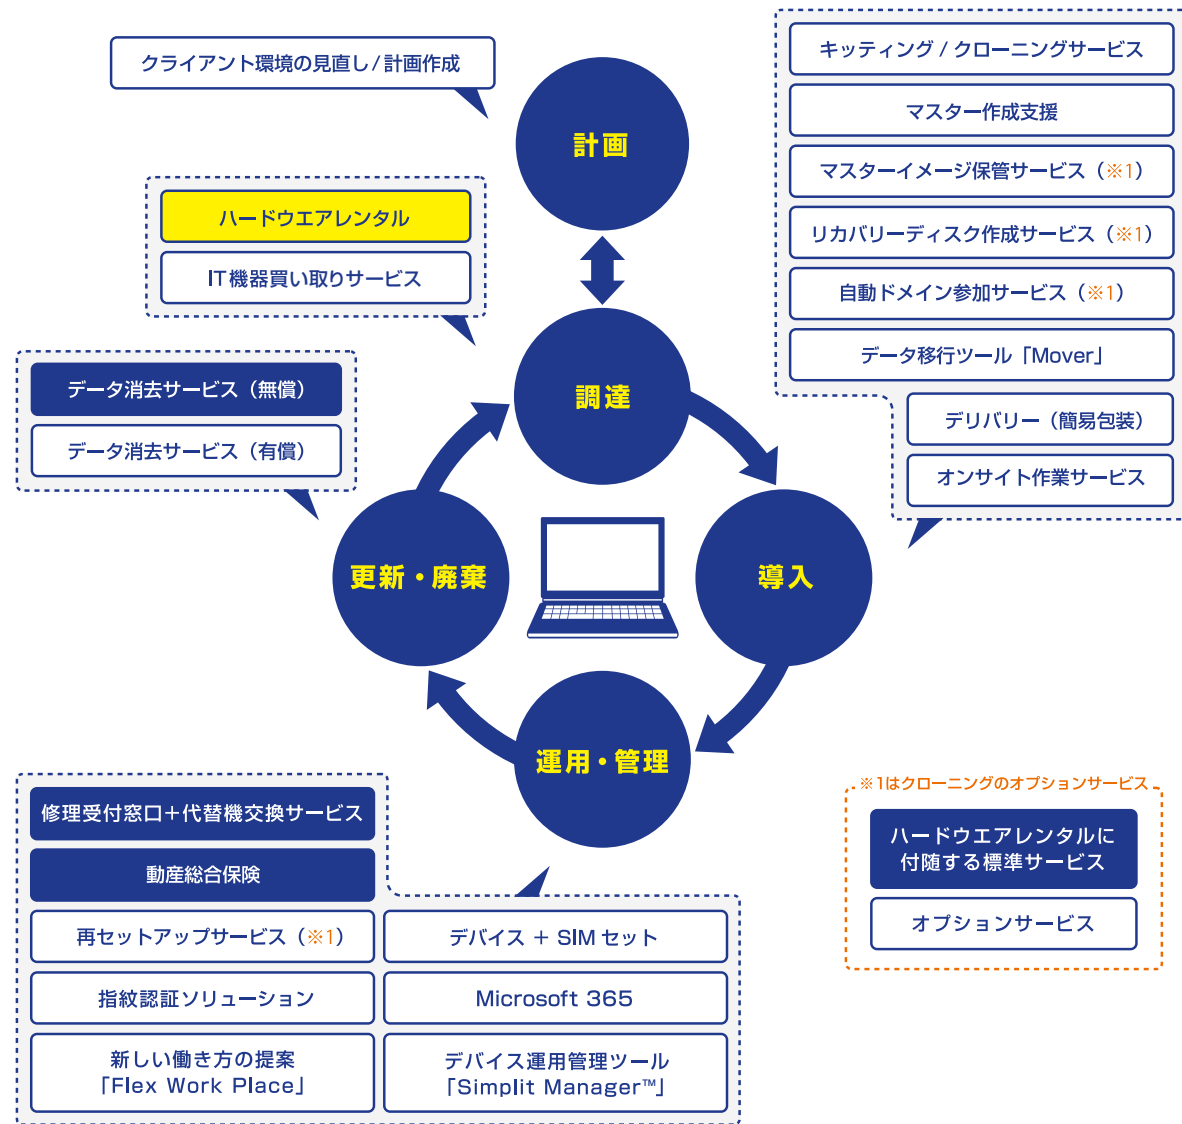 クライアント環境の見直し/計画作成
計画
ハードウエアレンタル
IT機器買い取りサービス
調達
キッティング / クローニングサービス
マスター作成支援
マスターイメージ保管サービス（※1）
リカバリーディスク作成サービス（※1）
自動ドメイン参加サービス（※1）
データ移行ツール「Mover」
デリバリー（簡易包装）
オンサイト作業サービス
導入
データ消去サービス（無償）
データ消去サービス（有償）
更新・廃棄
運用・管理
修理受付窓口＋代替機交換サービス
動産総合保険
再セットアップサービス（※1）
デバイス + SIM セット
指紋認証ソリューション
Microsoft 365
新しい働き方の提案
「Flex Work Place」
デバイス運用管理ツール
「Simplit Manager™」
※1はクローニングのオプションサービス
ハードウエアレンタルに
付随する標準サービス
オプションサービス